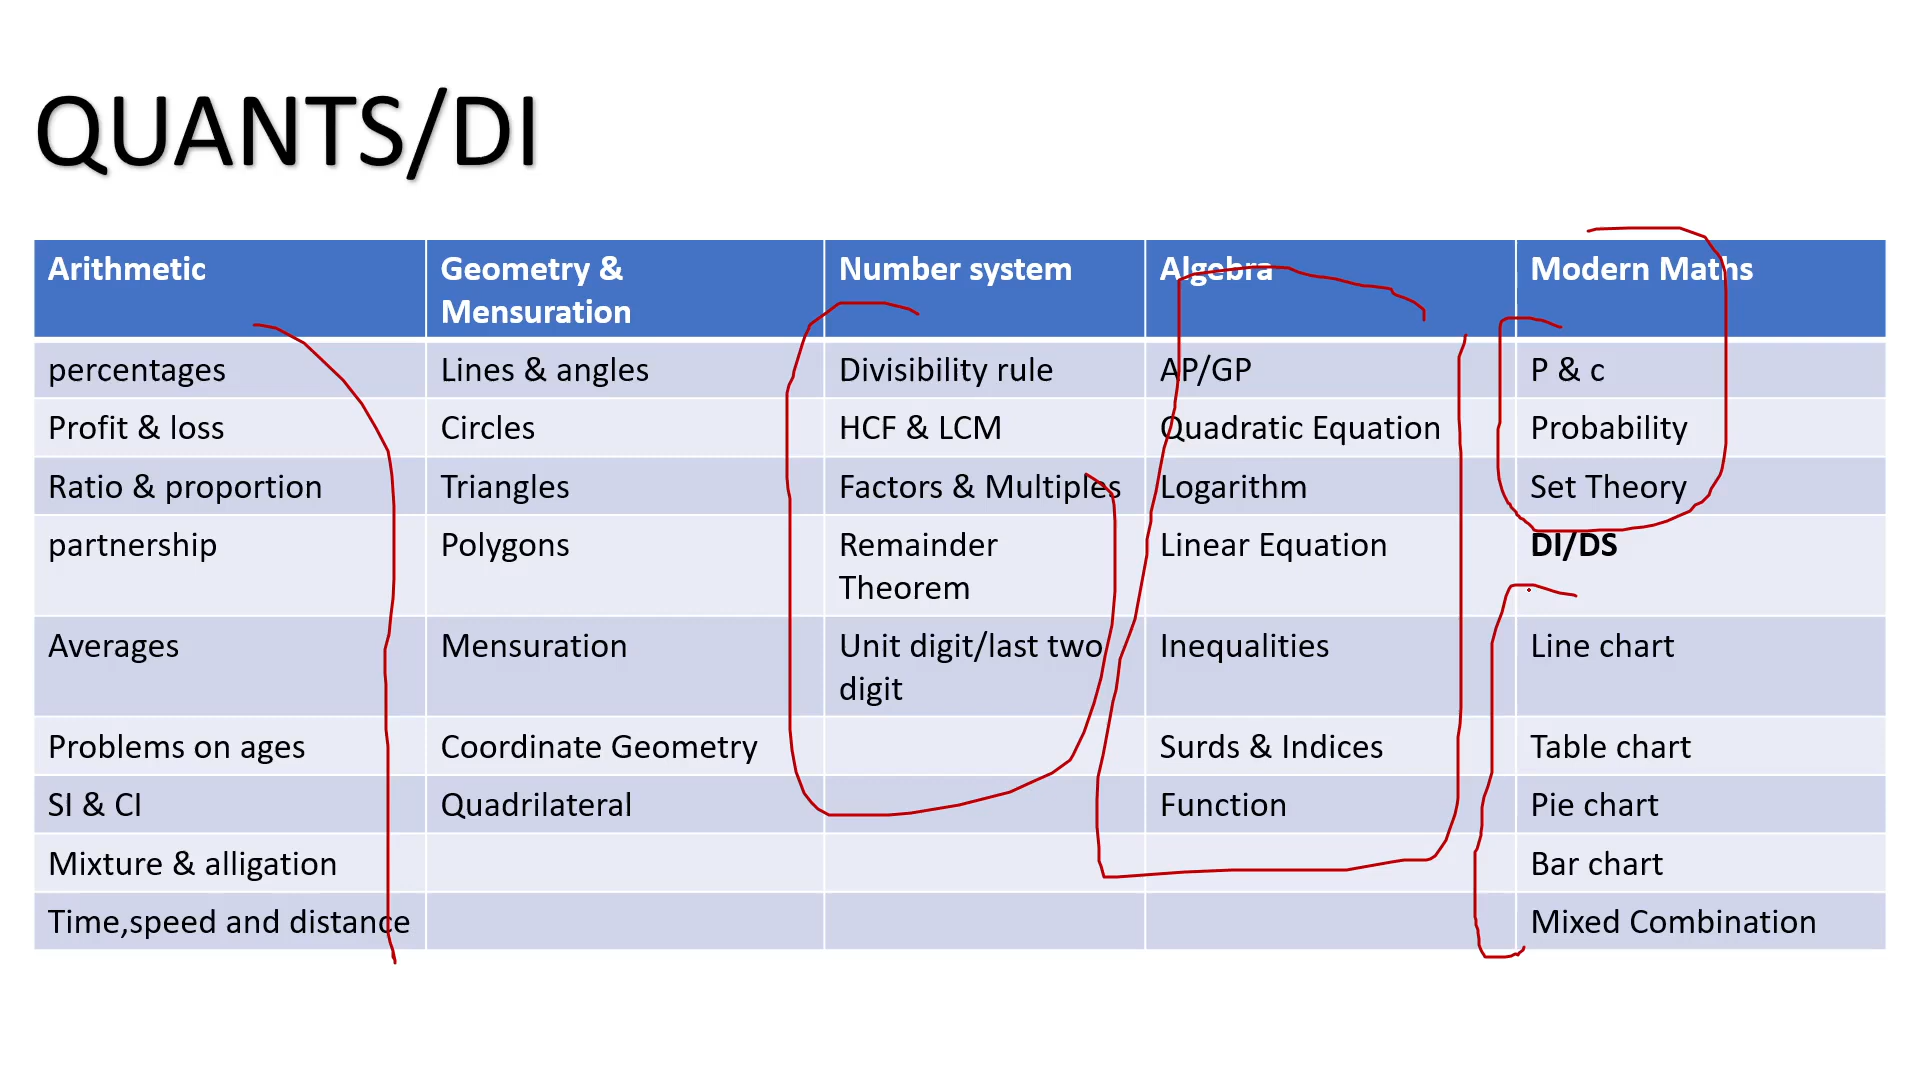 QUANTS/DI
Arithmetic Geometry & Mensuration Number system Algebra Modern Maths
percentages Lines & angles Divisibility rule AP/GP P & c
Profit & loss Circles HCF & LCM Quadratic Equation Probability
Ratio & proportion Triangles Factors & Multiples Logarithm Set Theory
partnership Polygons Remainder Theorem Linear Equation DI/DS
Averages Mensuration Unit digit/last two digit Inequalities Line chart
Problems on ages Coordinate Geometry Surds & Indices Table chart
SI & CI Quadrilateral Function Pie chart
Mixture & alligation Bar chart
Time,speed and distance Mixed Combination